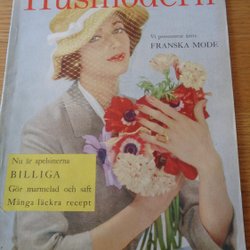 Husmodern
Vi presenterar årets
FRANSKA MODE
Nu är apelsinerna
BILLIGA
Gör marmelad och saft
Många läckra recept